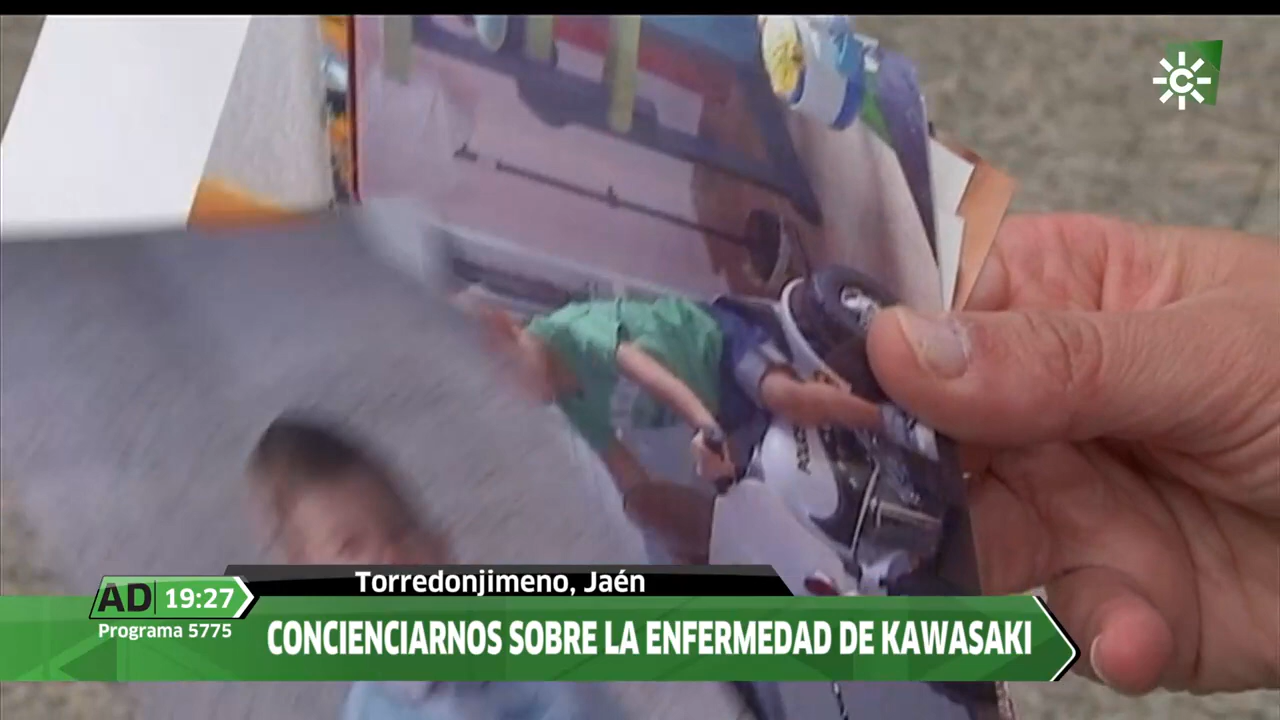 Torredonjimeno, Jaén
AD 19:27
Programa 5775
CONCIENCIARNOS SOBRE LA ENFERMEDAD DE KAWASAKI